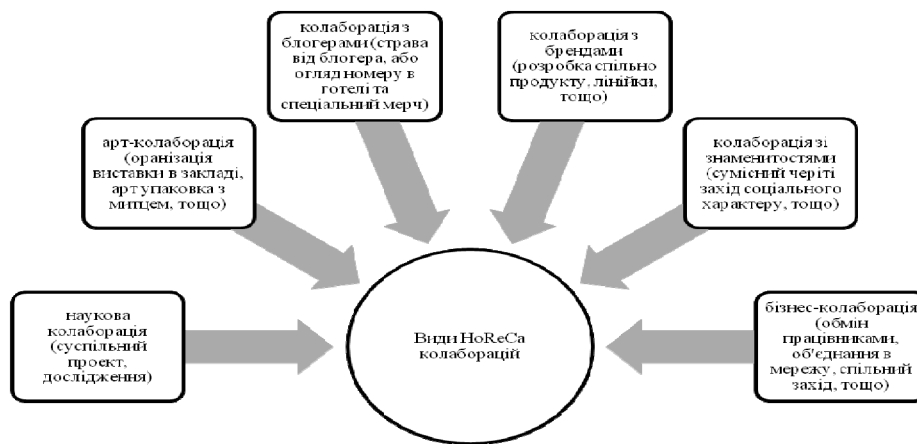 колаборація з
блогерами (страва
від блогера, або
огляд номеру в
готелі та
спеціальний мерч)
колаборація з
брендами
(розробка спільно
продукту, лінійки,
тощо)
арт-колаборація
(оранізація
виставки в закладі,
арт упаковка з
митцем, тощо)
колаборація зі
знаменитостями
(сумісний черіті
захід соціального
характеру, тощо)
наукова
колаборація
(суспільний
проект,
дослідження)
Види HoReCa
колаборацій
бізнес-колаборація
(обмін
працівниками,
об'єднання в
мережу, спільний
захід, тощо)